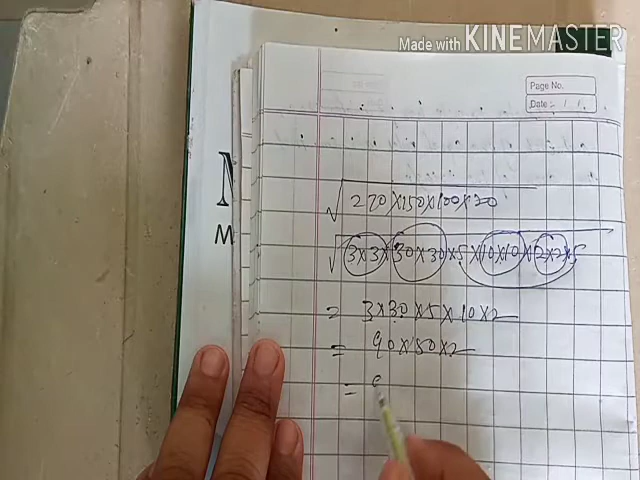 Made with KINEMASTER
Page No.
Date: / /
√270×150×100×20
√3×3×30×30×5×10×10×2×2×5
= 3×30×5×10×2
= 90×50×2
=
N
M